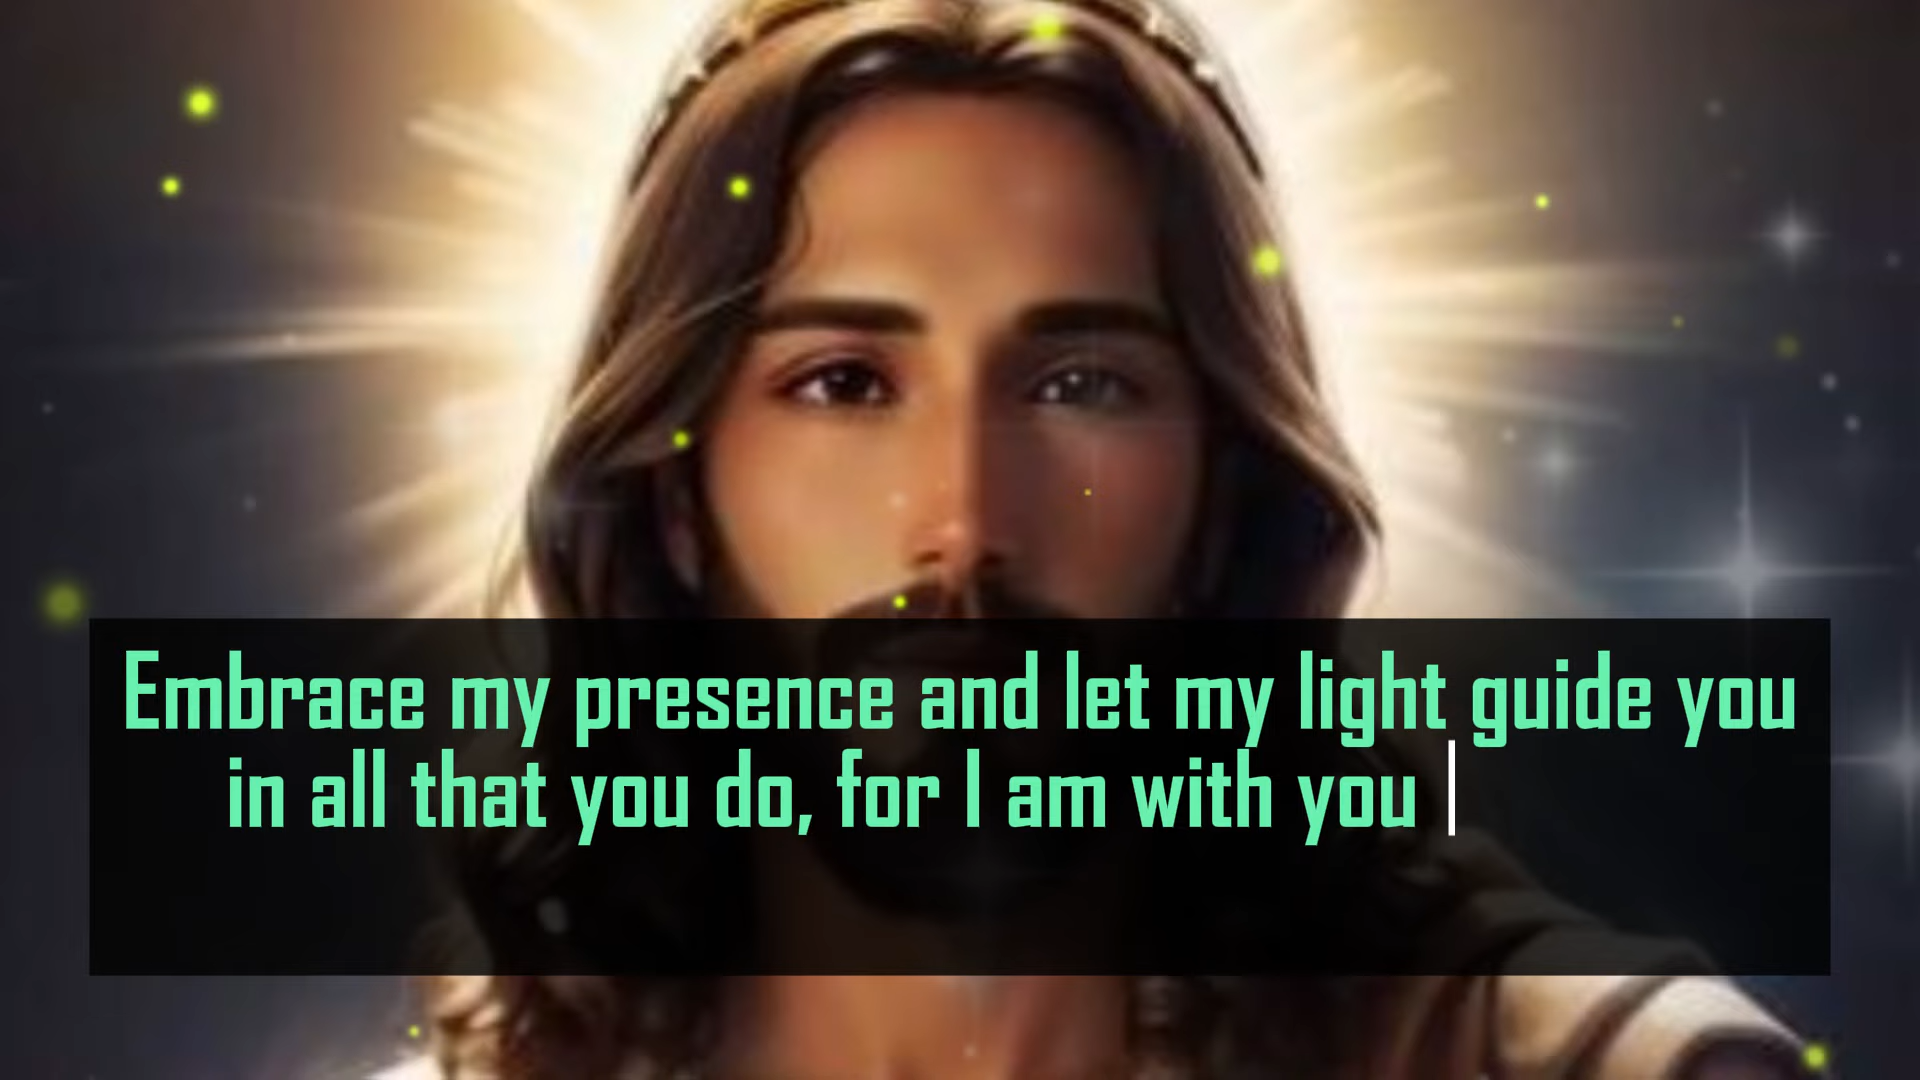 Embrace my presence and let my light guide you
in all that you do, for I am with you